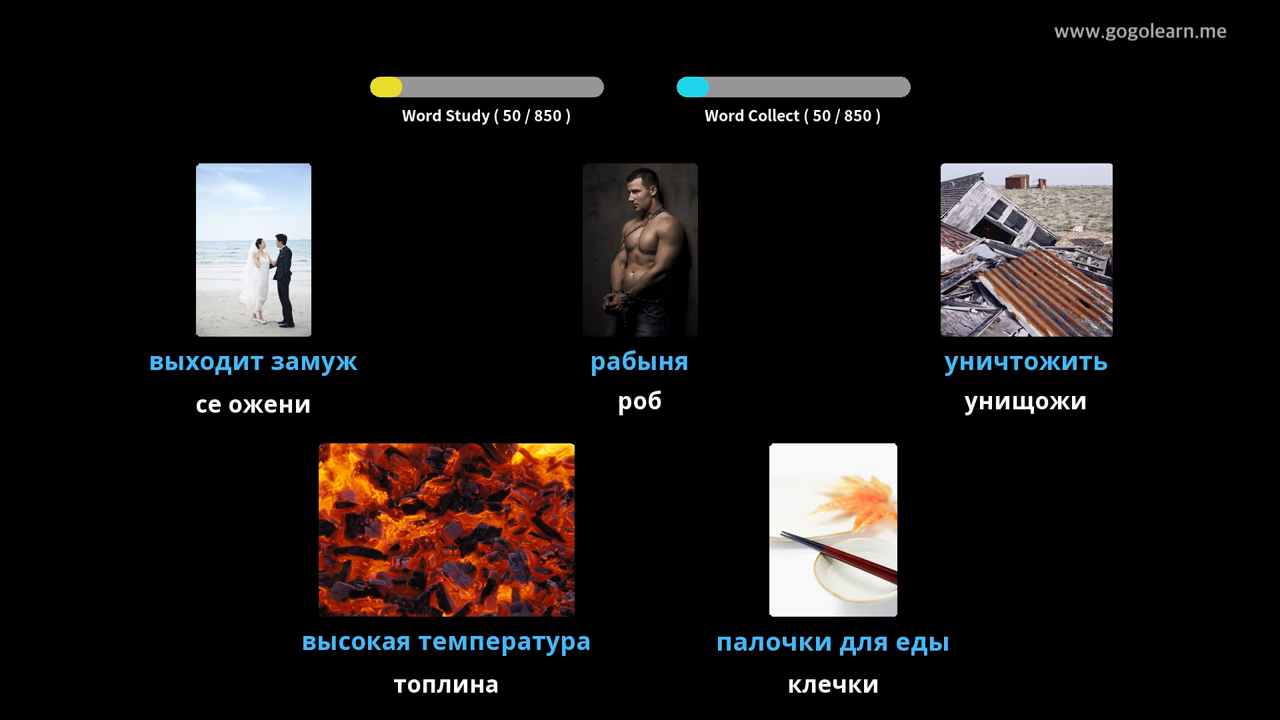 www.gogolearn.me
Word Study ( 50 / 850 )
Word Collect ( 50 / 850 )
выходит замуж
се ожени
рабыня
роб
уничтожить
унищожи
высокая температура
топлина
палочки для еды
клечки